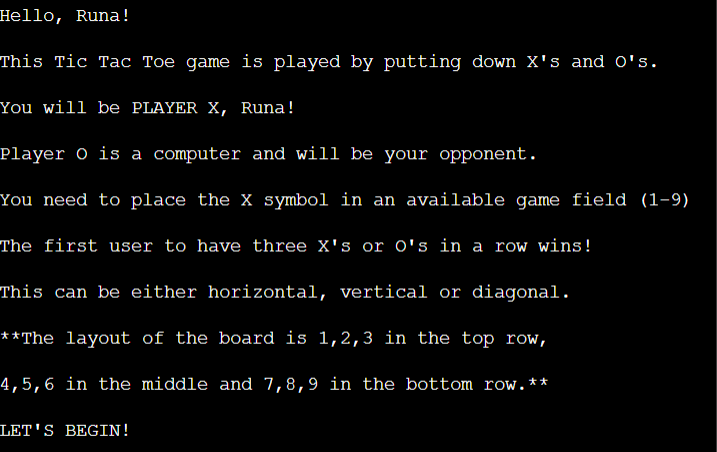 Hello, Runa!
This Tic Tac Toe game is played by putting down X's and O's.
You will be PLAYER X, Runa!
Player O is a computer and will be your opponent.
You need to place the X symbol in an available game field (1-9)
The first user to have three X's or O's in a row wins!
This can be either horizontal, vertical or diagonal.
**The layout of the board is 1,2,3 in the top row,
4,5,6 in the middle and 7,8,9 in the bottom row.**
LET'S BEGIN!